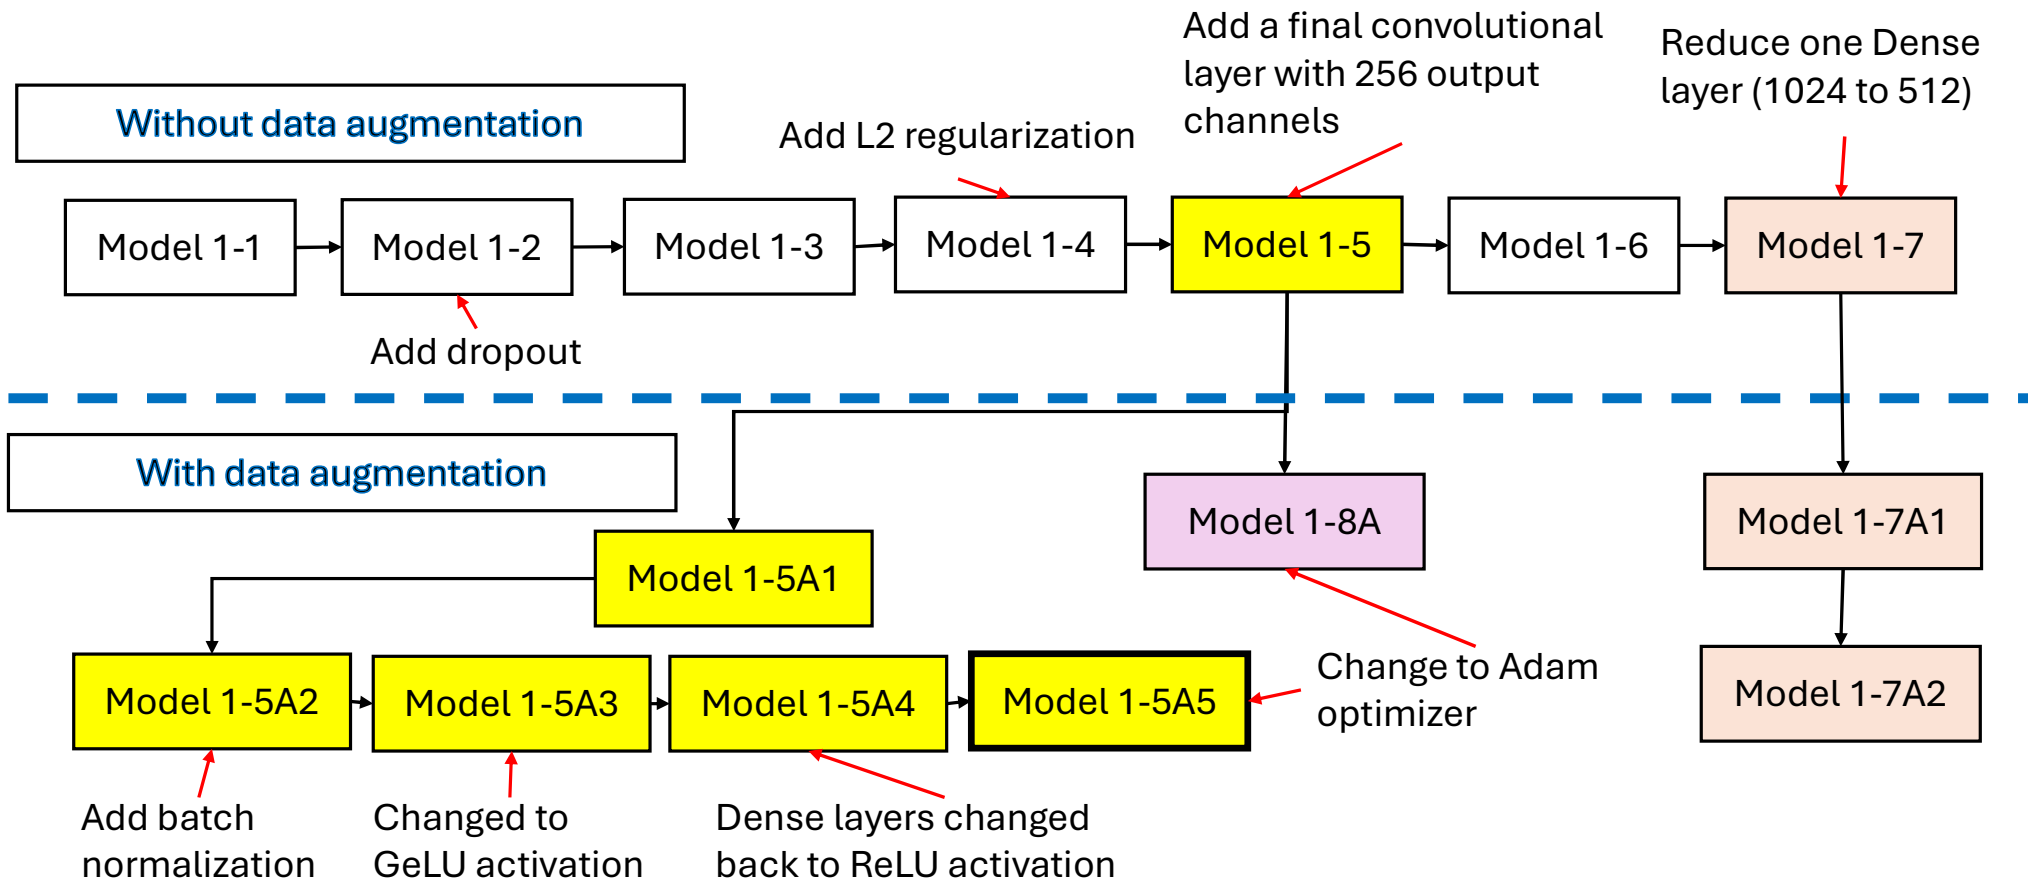 Add a final convolutional
layer with 256 output
channels
Reduce one Dense
layer (1024 to 512)
Without data augmentation
Add L2 regularization
Model 1-1
Model 1-2
Model 1-3
Model 1-4
Model 1-5
Model 1-6
Model 1-7
Add dropout
With data augmentation
Model 1-8A
Model 1-7A1
Model 1-5A1
Model 1-5A2
Model 1-5A3
Model 1-5A4
Model 1-5A5
Change to Adam
optimizer
Model 1-7A2
Add batch
normalization
Changed to
GeLU activation
Dense layers changed
back to ReLU activation